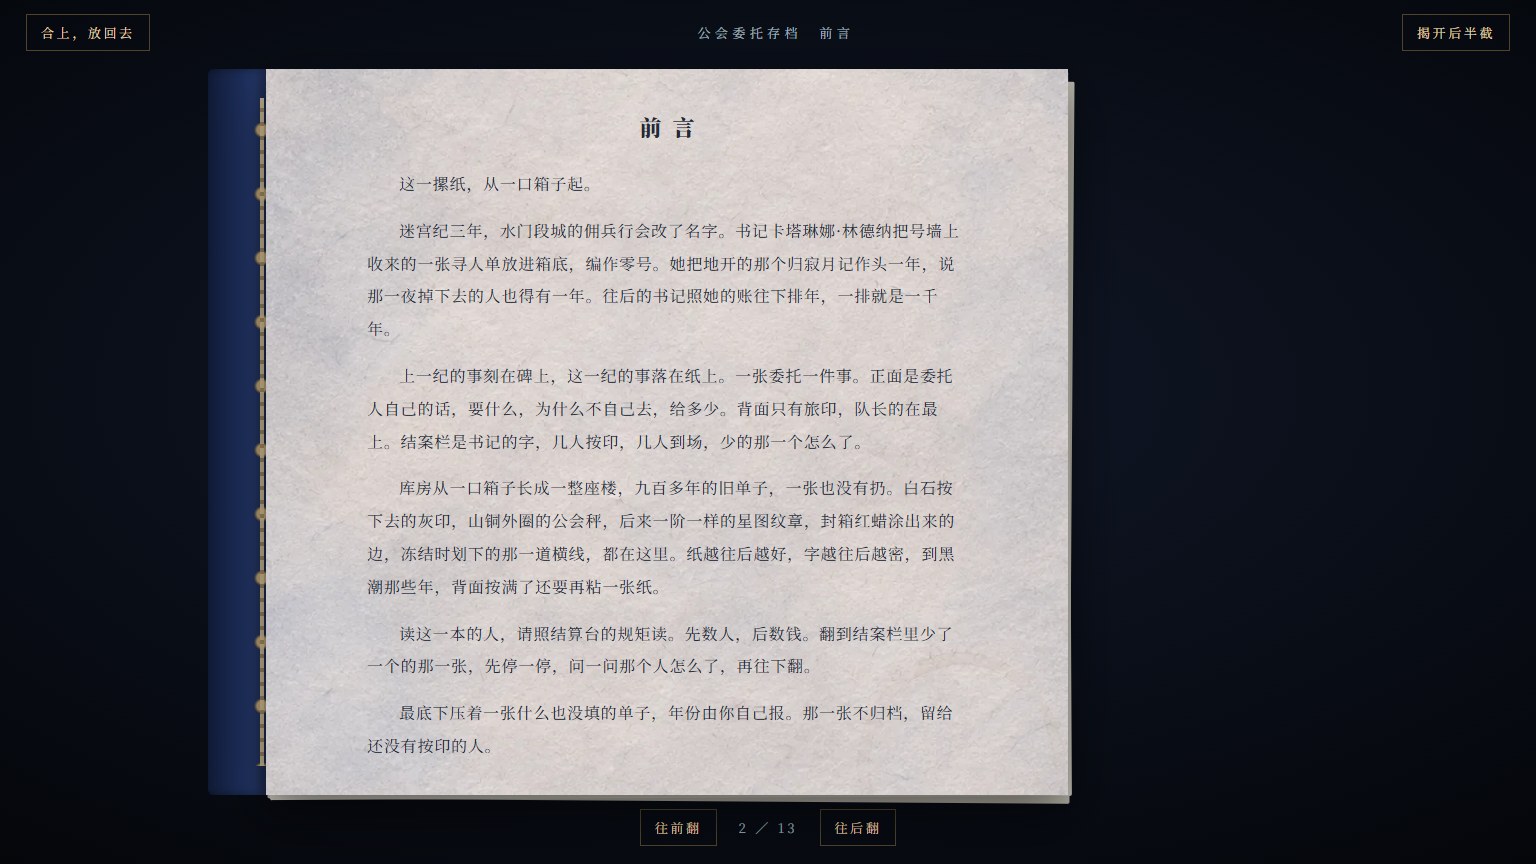 合上，放回去
公会委托存档　前言
揭开后半截
前言
这一摞纸，从一口箱子起。
迷宫纪三年，水门段城的佣兵行会改了名字。书记卡塔琳娜·林德纳把号墙上
收来的一张寻人单放进箱底，编作零号。她把地开的那个归寂月记作头一年，说
那一夜掉下去的人也得有一年。往后的书记照她的账往下排年，一排就是一千
年。
上一纪的事刻在碑上，这一纪的事落在纸上。一张委托一件事。正面是委托
人自己的话，要什么，为什么不自己去，给多少。背面只有旅印，队长的在最
上。结案栏是书记的字，几人按印，几人到场，少的那一个怎么了。
库房从一口箱子长成一整座楼，九百多年的旧单子，一张也没有扔。白石按
下去的灰印，山铜外圈的公会秤，后来一阶一样的星图纹章，封箱红蜡涂出来的
边，冻结时划下的那一道横线，都在这里。纸越往后越好，字越往后越密，到黑
潮那些年，背面按满了还要再粘一张纸。
读这一本的人，请照结算台的规矩读。先数人，后数钱。翻到结案栏里少了
一个的那一张，先停一停，问一问那个人怎么了，再往下翻。
最底下压着一张什么也没填的单子，年份由你自己报。那一张不归档，留给
还没有按印的人。
往前翻
2 ／ 13
往后翻